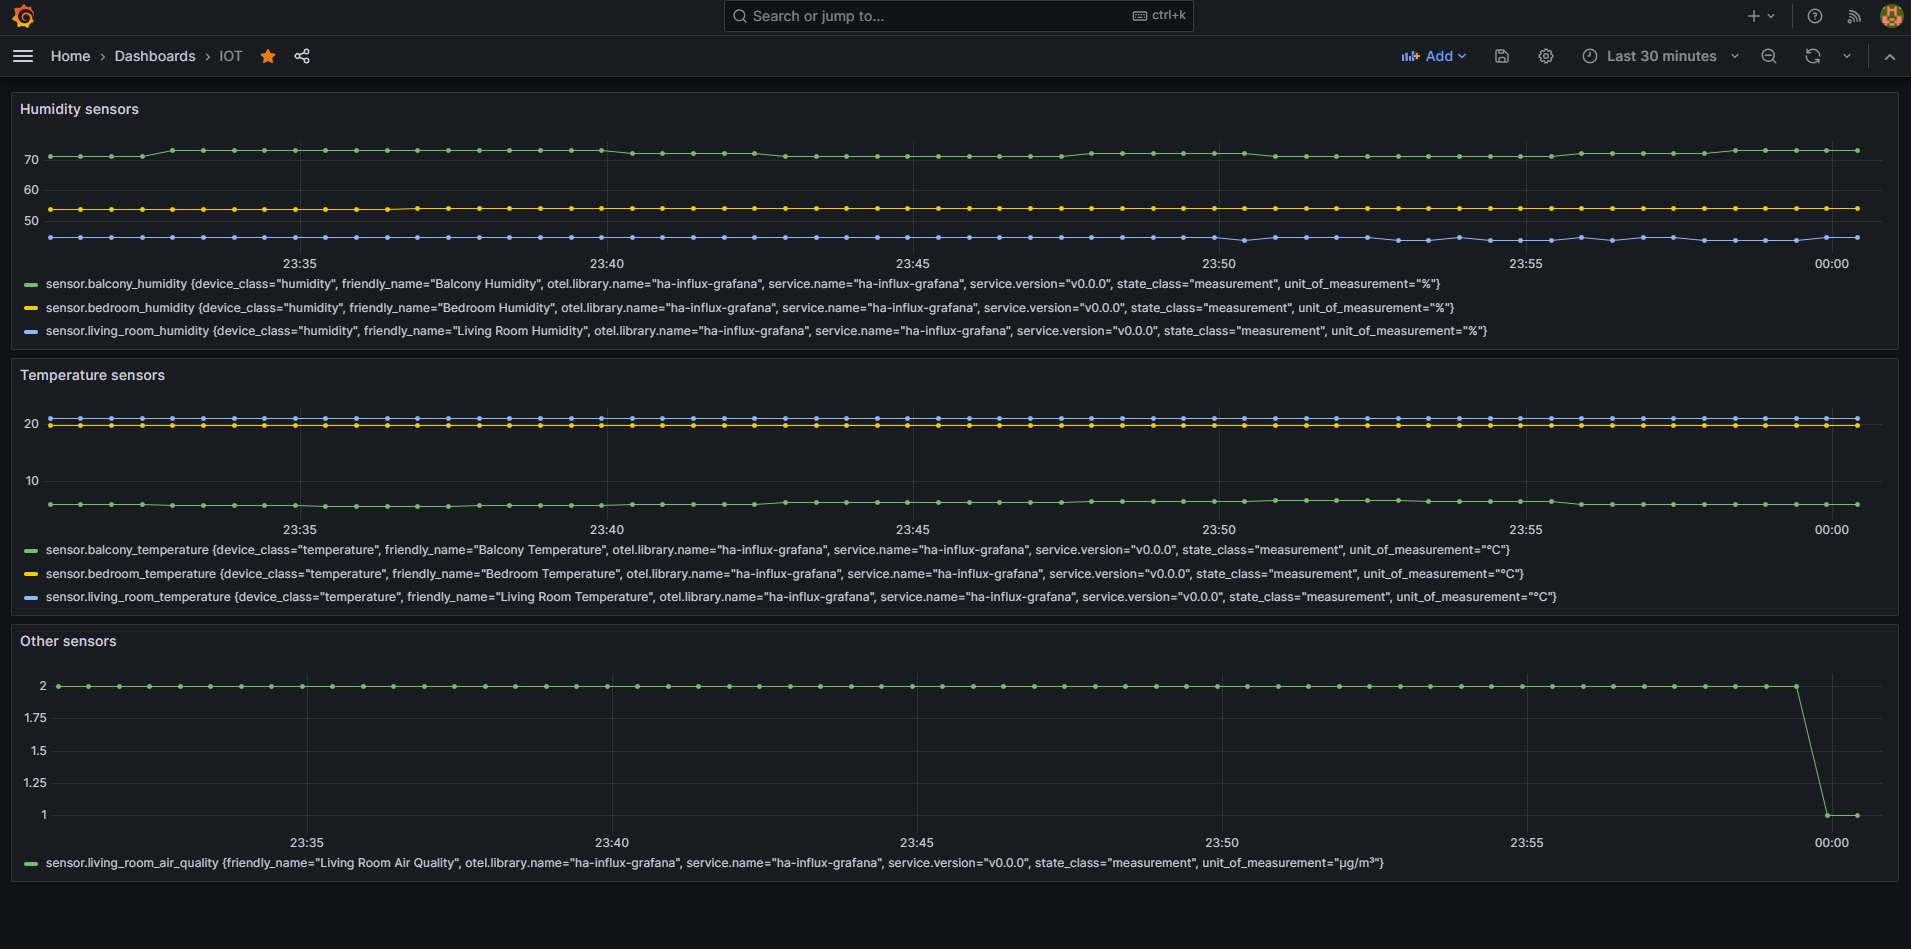 Search or jump to...
ctrl+k
Home › Dashboards › IOT
Add
Last 30 minutes
Humidity sensors
70
60
50
23:35 23:40 23:45 23:50 23:55 00:00
sensor.balcony_humidity {device_class="humidity", friendly_name="Balcony Humidity", otel.library.name="ha-influx-grafana", service.name="ha-influx-grafana", service.version="v0.0.0", state_class="measurement", unit_of_measurement="%"}
sensor.bedroom_humidity {device_class="humidity", friendly_name="Bedroom Humidity", otel.library.name="ha-influx-grafana", service.name="ha-influx-grafana", service.version="v0.0.0", state_class="measurement", unit_of_measurement="%"}
sensor.living_room_humidity {device_class="humidity", friendly_name="Living Room Humidity", otel.library.name="ha-influx-grafana", service.name="ha-influx-grafana", service.version="v0.0.0", state_class="measurement", unit_of_measurement="%"}
Temperature sensors
20
10
23:35 23:40 23:45 23:50 23:55 00:00
sensor.balcony_temperature {device_class="temperature", friendly_name="Balcony Temperature", otel.library.name="ha-influx-grafana", service.name="ha-influx-grafana", service.version="v0.0.0", state_class="measurement", unit_of_measurement="°C"}
sensor.bedroom_temperature {device_class="temperature", friendly_name="Bedroom Temperature", otel.library.name="ha-influx-grafana", service.name="ha-influx-grafana", service.version="v0.0.0", state_class="measurement", unit_of_measurement="°C"}
sensor.living_room_temperature {device_class="temperature", friendly_name="Living Room Temperature", otel.library.name="ha-influx-grafana", service.name="ha-influx-grafana", service.version="v0.0.0", state_class="measurement", unit_of_measurement="°C"}
Other sensors
2
1.75
1.5
1.25
1
23:35 23:40 23:45 23:50 23:55 00:00
sensor.living_room_air_quality {friendly_name="Living Room Air Quality", otel.library.name="ha-influx-grafana", service.name="ha-influx-grafana", service.version="v0.0.0", state_class="measurement", unit_of_measurement="µg/m³"}